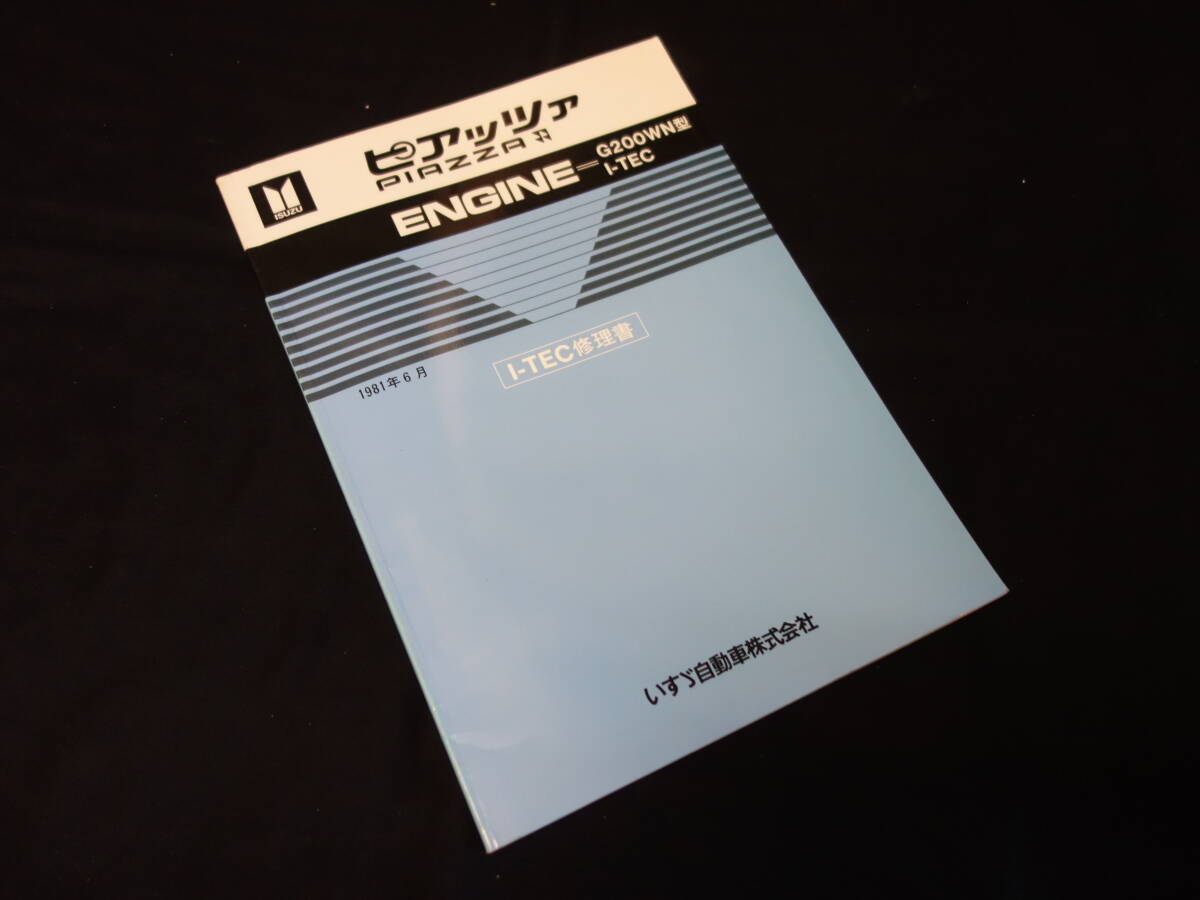 ISUZU
ピアッツァ
PIAZZA
ENGINE
G200WN型
I-TEC
I-TEC修理書
1981年6月
いすゞ自動車株式会社